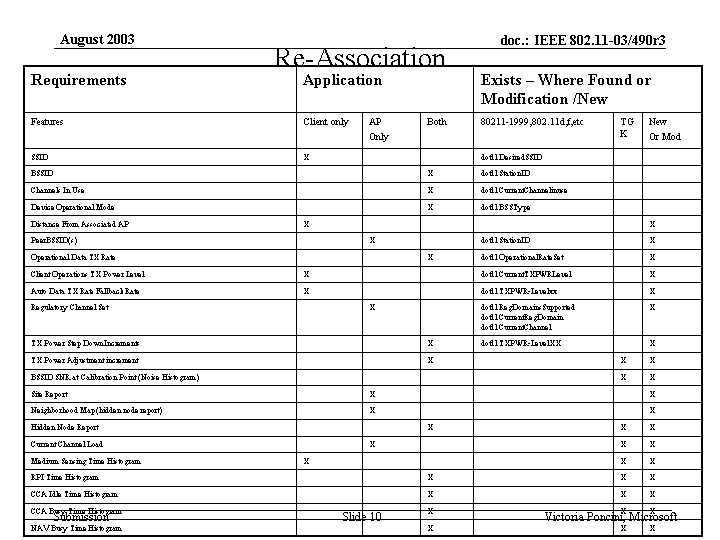 August 2003 doc.: IEEE 802.11-03/490r3
Re-Association
Requirements Application Exists – Where Found or Modification /New
Features Client only AP Only Both 80211-1999, 802.11d,f,etc TG K New Or Mod
SSID X dot11DesiredSSID
BSSID X dot11StationID
Channels In Use X dot11CurrentChannelinuse
Device Operational Mode X dot11BSSType
Distance From Associated AP X X
PeerBSSID(s) X dot11StationID X
Operational Data TX Rate X dot11OperationalRateSet X
Client Operations TX Power Level X dot11CurrentTXPWRLevel X
Auto Data TX Rate Fallback Rate X dot11TXPWR-Levelxx X
Regulatory Channel Set X dot11RegDomainsSupported X
dot11CurrentRegDomain
dot11CurrentChannel
TX Power Step Down Increments X dot11TXPWR-LevelXX X
TX Power Adjustment increment X X X
BSSID SNR at Calibration Point (Noise Histogram) X X
Site Report X X
Neighborhood Map (hidden node report) X X
Hidden Node Report X X X
Current Channel Load X X X
Medium Sensing Time Histogram X X X
RPI Time Histogram X X X
CCA Idle Time Histogram X X X
CCA Busy Time Histogram X X X
Submission Slide 10 Victoria Poncini, Microsoft
NAV Busy Time Histogram X X X